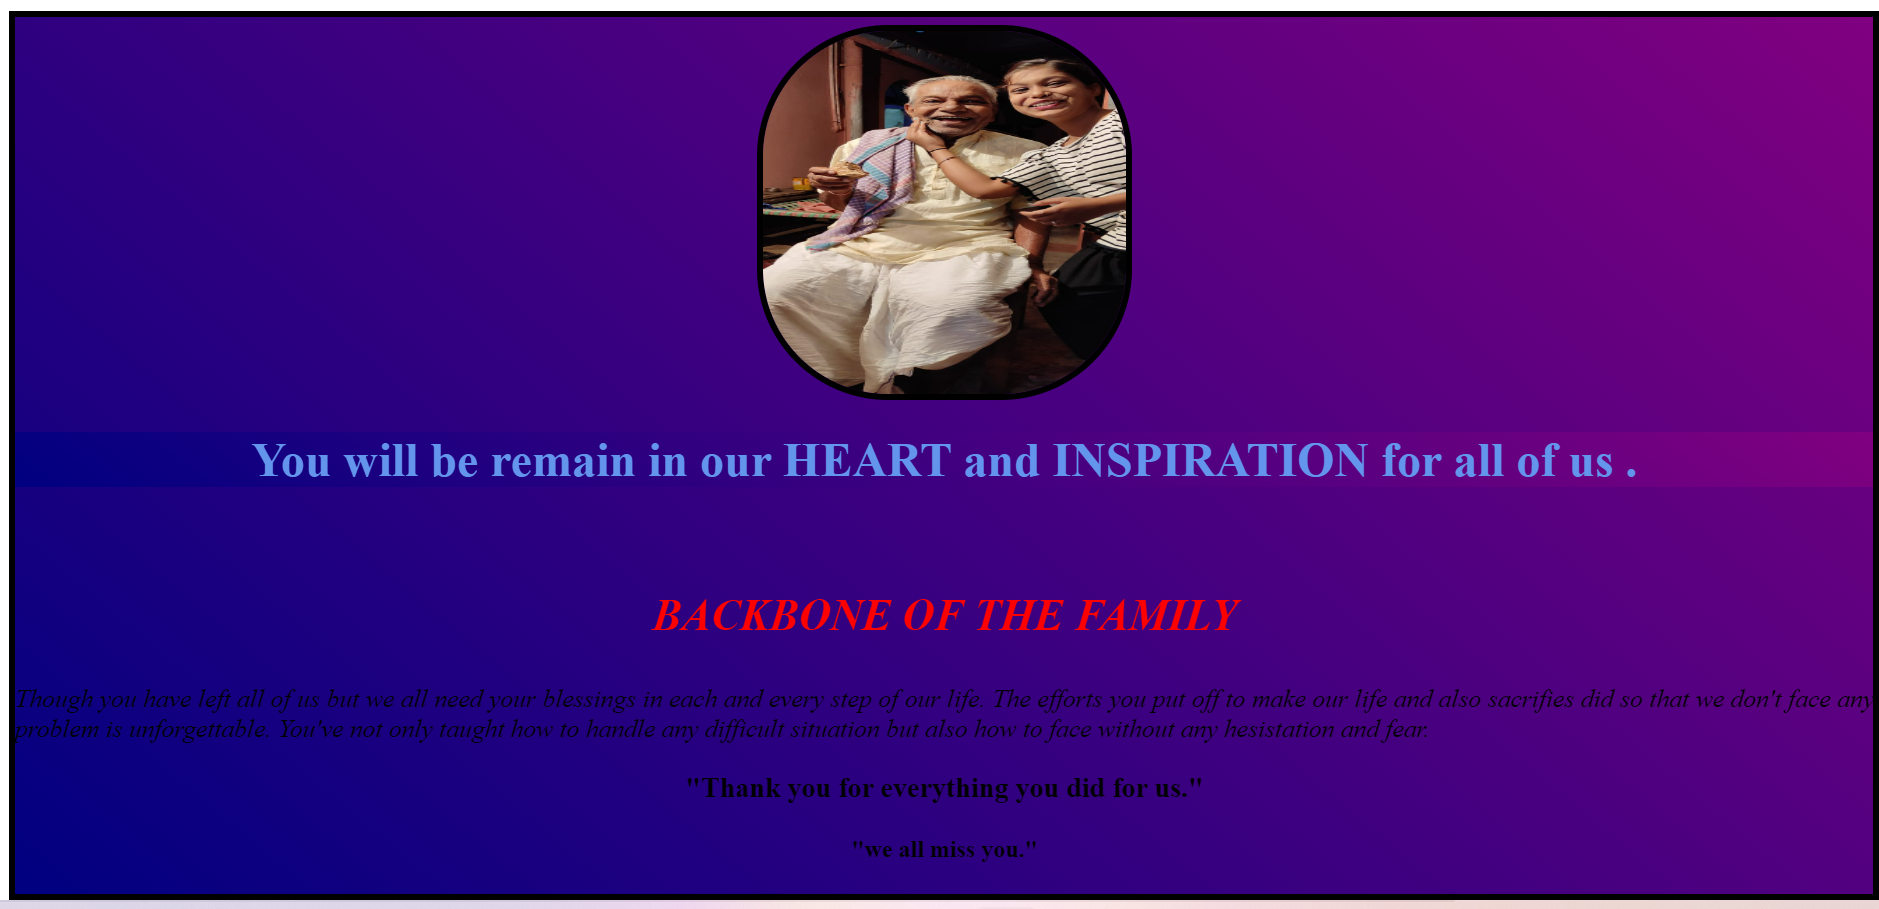 You will be remain in our HEART and INSPIRATION for all of us .
BACKBONE OF THE FAMILY
Though you have left all of us but we all need your blessings in each and every step of our life. The efforts you put off to make our life and also sacrifies did so that we don't face any
problem is unforgettable. You've not only taught how to handle any difficult situation but also how to face without any hesistation and fear.
"Thank you for everything you did for us."
"we all miss you."